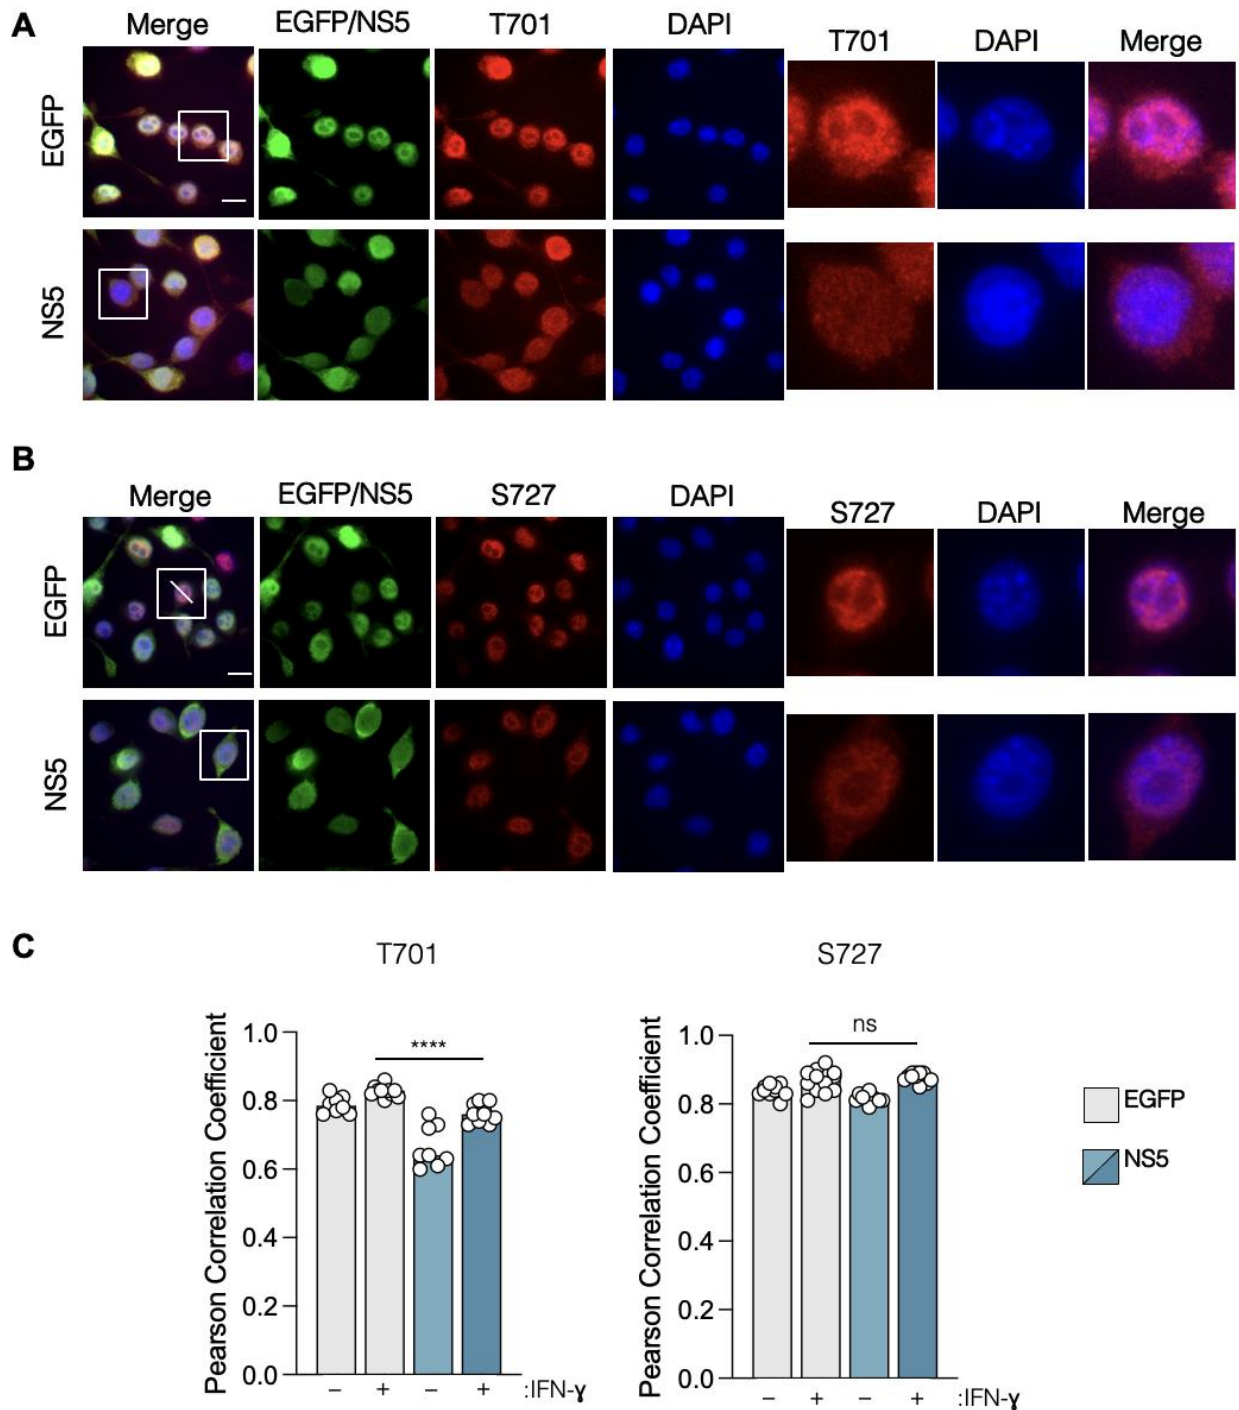 A
Merge EGFP/NS5 T701 DAPI T701 DAPI Merge
EGFP
NS5
B
Merge EGFP/NS5 S727 DAPI S727 DAPI Merge
EGFP
NS5
C
T701
Pearson Correlation Coefficient
1.0
0.8
0.6
0.4
0.2
0.0
****
– + – + :IFN-ɣ
S727
Pearson Correlation Coefficient
1.0
0.8
0.6
0.4
0.2
0.0
ns
– + – + :IFN-ɣ
EGFP
NS5